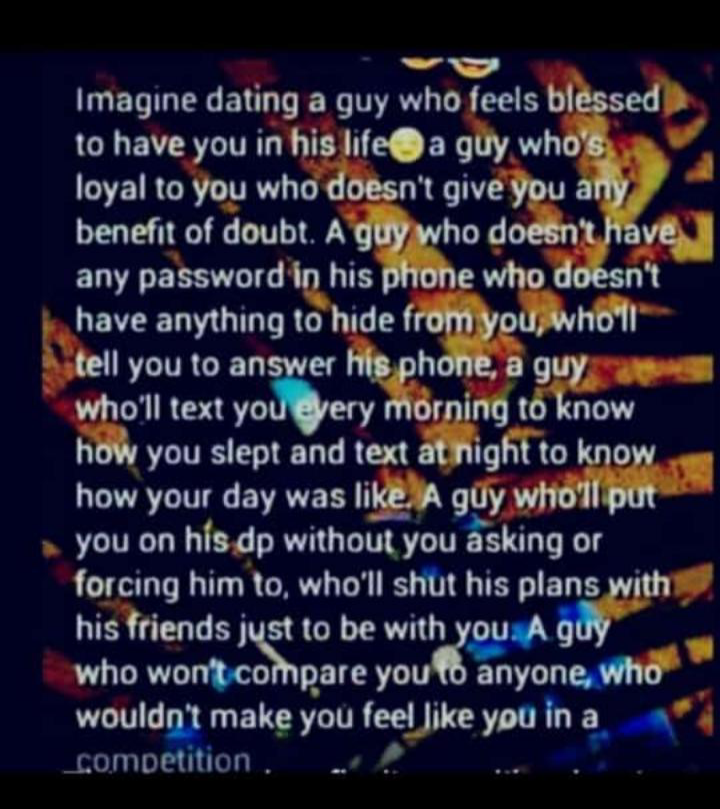 Imagine dating a guy who feels blessed
to have you in his life😊a guy who's
loyal to you who doesn't give you any
benefit of doubt. A guy who doesn't have
any password in his phone who doesn't
have anything to hide from you, who'll
tell you to answer his phone, a guy
who'll text you every morning to know
how you slept and text at night to know
how your day was like. A guy who'll put
you on his dp without you asking or
forcing him to, who'll shut his plans with
his friends just to be with you. A guy
who won't compare you to anyone, who
wouldn't make you feel like you in a
competition